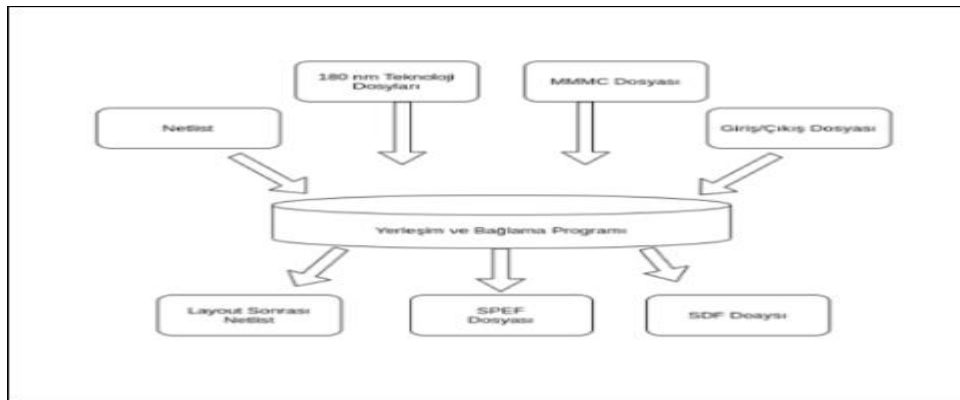 180 nm Teknoloji
Dosyları
MMMC Dosyası
Netlist
Giriş/Çıkış Dosyası
Yerleşim ve Bağlama Programı
Layout Sonrası
Netlist
SPEF
Dosyası
SDF Doaysı